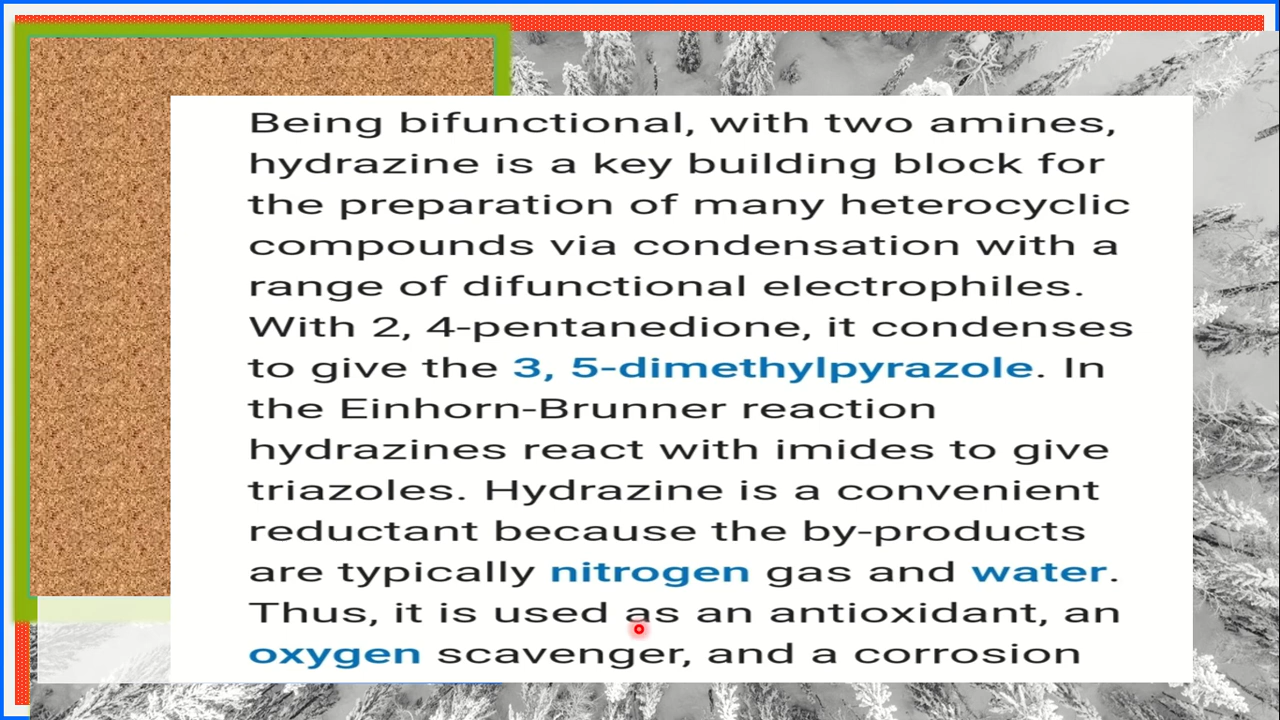 Being bifunctional, with two amines,
hydrazine is a key building block for
the preparation of many heterocyclic
compounds via condensation with a
range of difunctional electrophiles.
With 2, 4-pentanedione, it condenses
to give the 3, 5-dimethylpyrazole. In
the Einhorn-Brunner reaction
hydrazines react with imides to give
triazoles. Hydrazine is a convenient
reductant because the by-products
are typically nitrogen gas and water.
Thus, it is used as an antioxidant, an
oxygen scavenger, and a corrosion